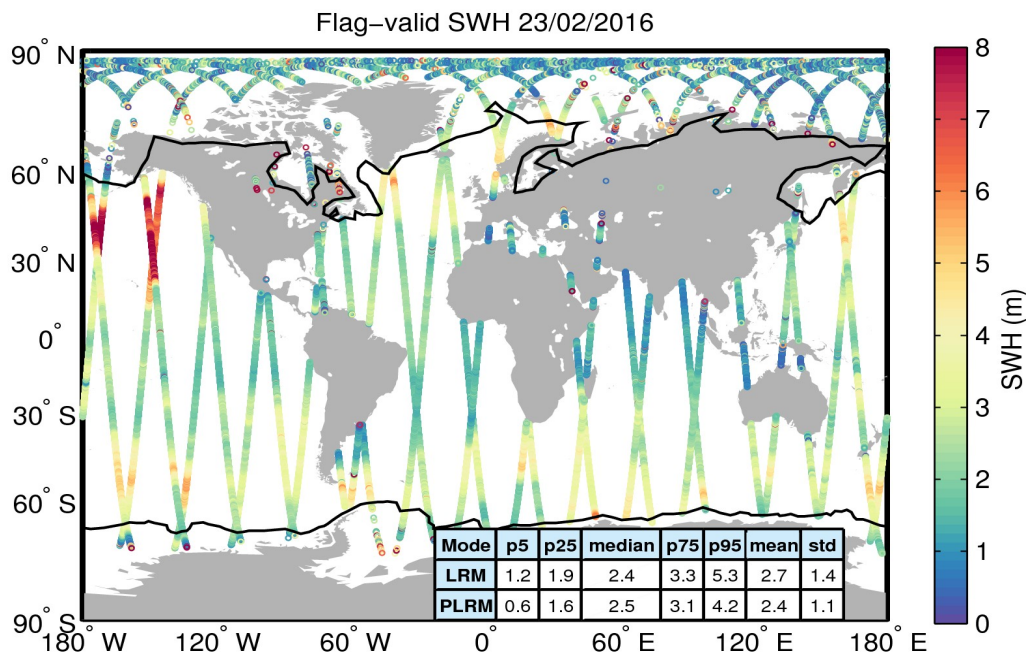 Flag−valid SWH 23/02/2016
90° N
60° N
30° N
0°
30° S
60° S
90° S
180° W
120° W
60° W
0°
60° E
120° E
180° E
Mode p5 p25 median p75 p95 mean std
LRM 1.2 1.9 2.4 3.3 5.3 2.7 1.4
PLRM 0.6 1.6 2.5 3.1 4.2 2.4 1.1
8
7
6
5
4
3
2
1
0
SWH (m)